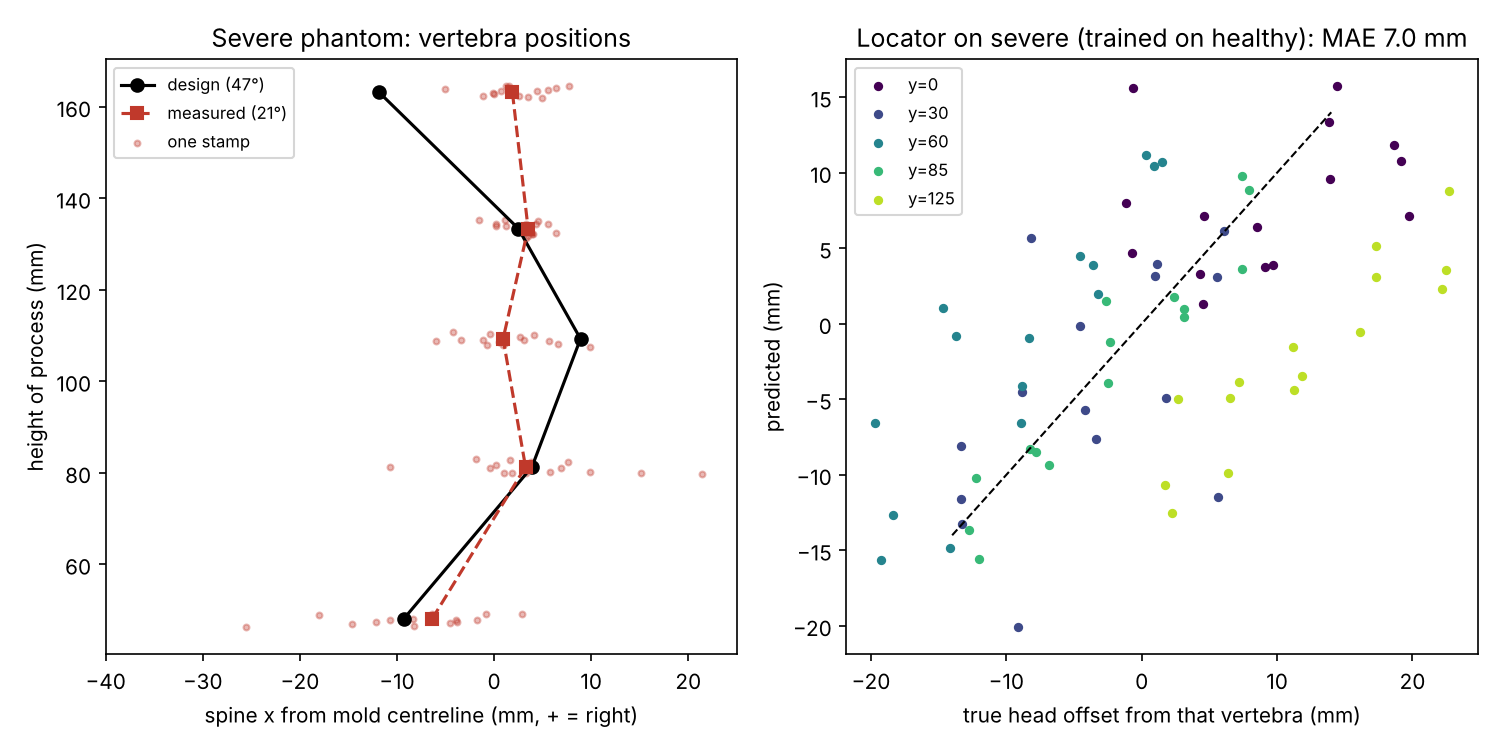 Severe phantom: vertebra positions
design (47°)
measured (21°)
one stamp
160
140
120
100
80
60
height of process (mm)
−40
−30
−20
−10
0
10
20
spine x from mold centreline (mm, + = right)
Locator on severe (trained on healthy): MAE 7.0 mm
y=0
y=30
y=60
y=85
y=125
15
10
5
0
−5
−10
−15
−20
predicted (mm)
−20
−10
0
10
20
true head offset from that vertebra (mm)